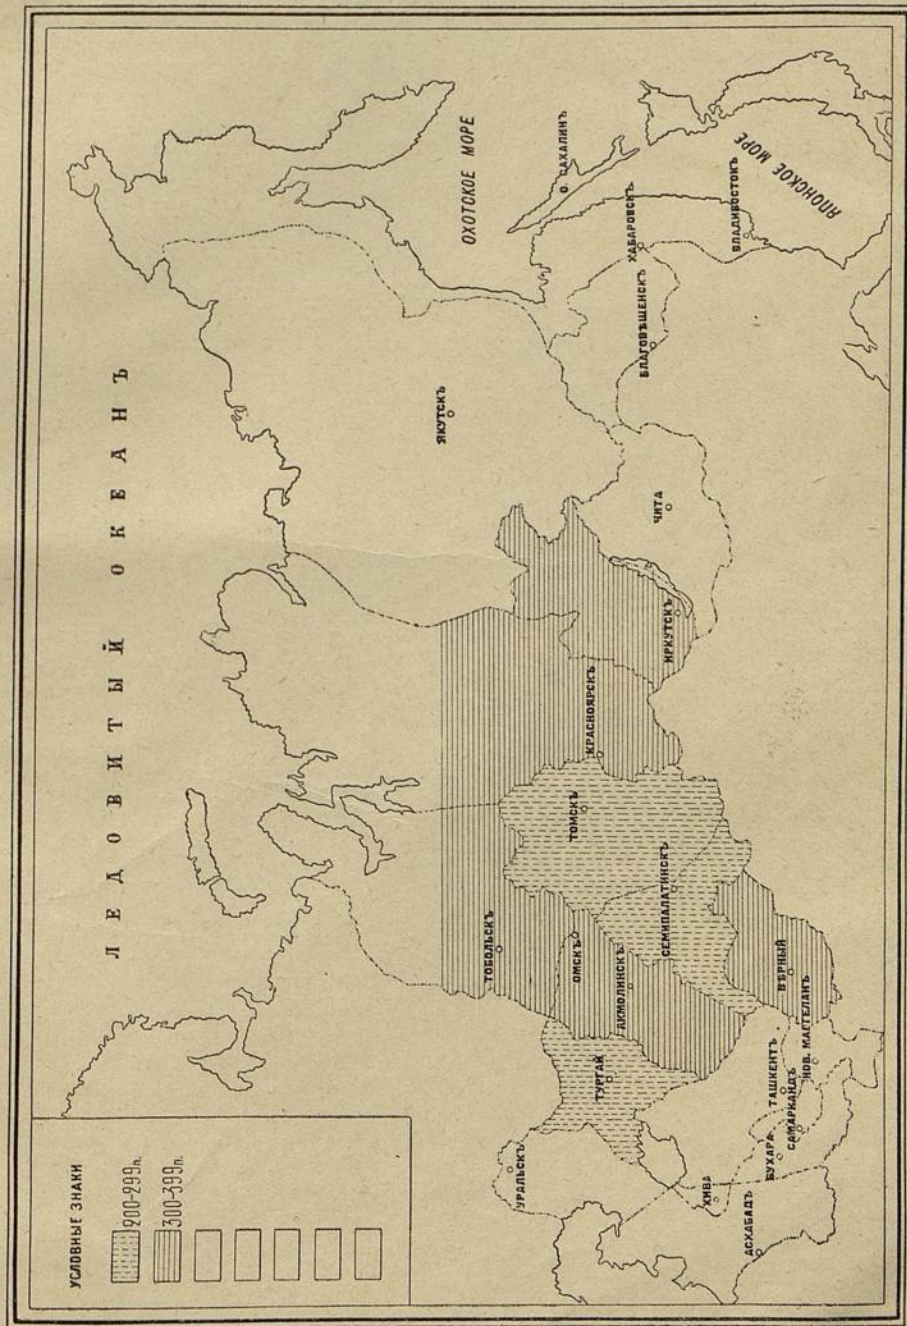 ЛЕДОВИТЫЙ ОКЕАНЪ
ОХОТСКОЕ МОРЕ
О. САХАЛИНЪ
ЯПОНСКОЕ МОРЕ
ЯКУТСКЪ
ХАБАРОВСКЪ
БЛАГОВѢЩЕНСКЪ
ВЛАДИВОСТОКЪ
ЧИТА
ИРКУТСКЪ
КРАСНОЯРСКЪ
ТОМСКЪ
ТОБОЛЬСКЪ
ОМСКЪ
СЕМИПАЛАТИНСКЪ
АКМОЛИНСКЪ
ВѢРНЫЙ
ТУРГАЙ
ТАШКЕНТЪ
НОВ. МАРГЕЛАНЪ
САМАРКАНДЪ
БУХАРА
УРАЛЬСКЪ
ХИВА
АСХАБАДЪ
УСЛОВНЫЕ ЗНАКИ
200-299п.
300-399п.